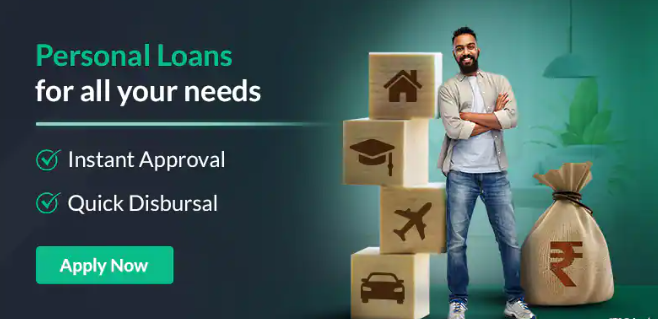 Personal Loans
for all your needs
Instant Approval
Quick Disbursal
Apply Now
₹